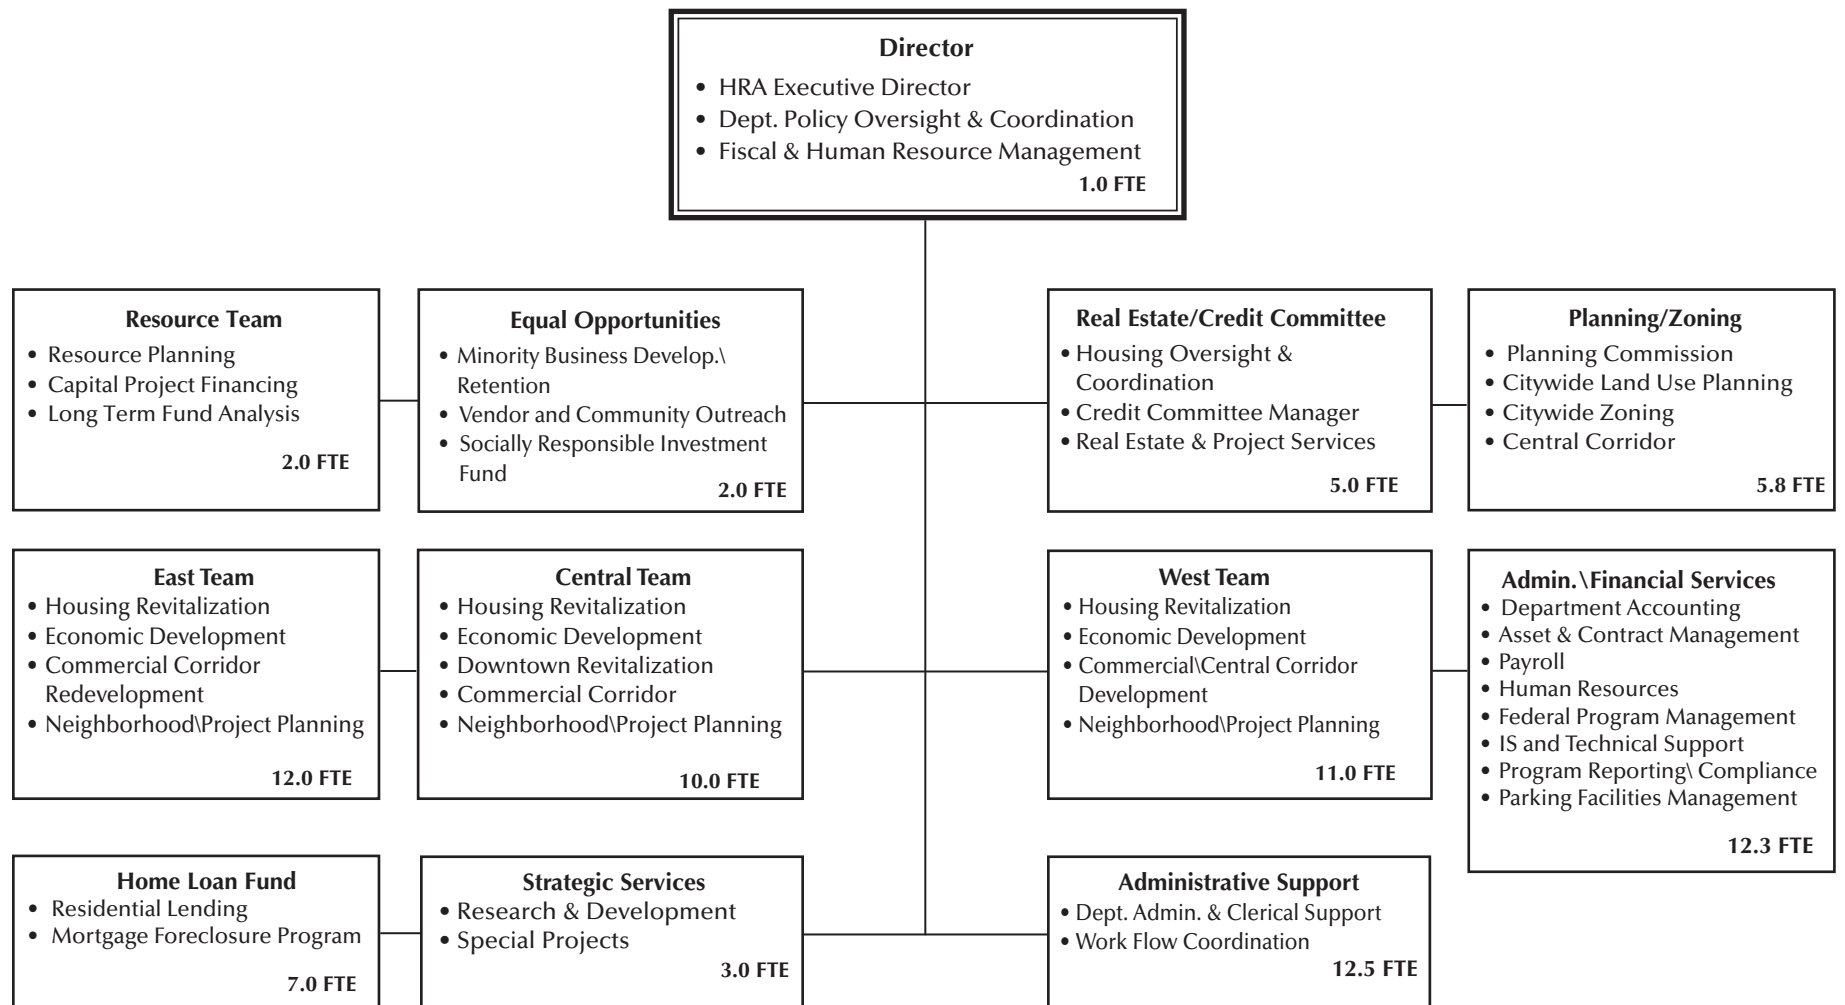 Director
• HRA Executive Director
• Dept. Policy Oversight & Coordination
• Fiscal & Human Resource Management
1.0 FTE
Resource Team
• Resource Planning
• Capital Project Financing
• Long Term Fund Analysis
2.0 FTE
Equal Opportunities
• Minority Business Develop.\
Retention
• Vendor and Community Outreach
• Socially Responsible Investment
Fund
2.0 FTE
Real Estate/Credit Committee
• Housing Oversight &
Coordination
• Credit Committee Manager
• Real Estate & Project Services
5.0 FTE
Planning/Zoning
• Planning Commission
• Citywide Land Use Planning
• Citywide Zoning
• Central Corridor
5.8 FTE
East Team
• Housing Revitalization
• Economic Development
• Commercial Corridor
Redevelopment
• Neighborhood\Project Planning
12.0 FTE
Central Team
• Housing Revitalization
• Economic Development
• Downtown Revitalization
• Commercial Corridor
• Neighborhood\Project Planning
10.0 FTE
West Team
• Housing Revitalization
• Economic Development
• Commercial\Central Corridor
Development
• Neighborhood\Project Planning
11.0 FTE
Admin.\Financial Services
• Department Accounting
• Asset & Contract Management
• Payroll
• Human Resources
• Federal Program Management
• IS and Technical Support
• Program Reporting\ Compliance
• Parking Facilities Management
12.3 FTE
Home Loan Fund
• Residential Lending
• Mortgage Foreclosure Program
7.0 FTE
Strategic Services
• Research & Development
• Special Projects
3.0 FTE
Administrative Support
• Dept. Admin. & Clerical Support
• Work Flow Coordination
12.5 FTE